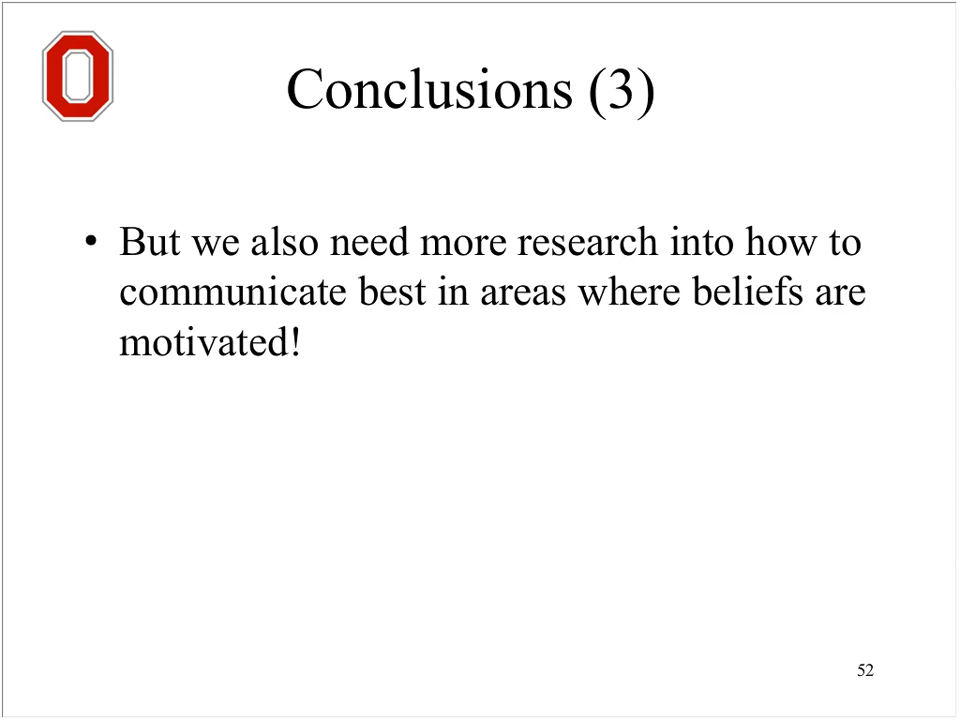 Conclusions (3)
• But we also need more research into how to
communicate best in areas where beliefs are
motivated!
52